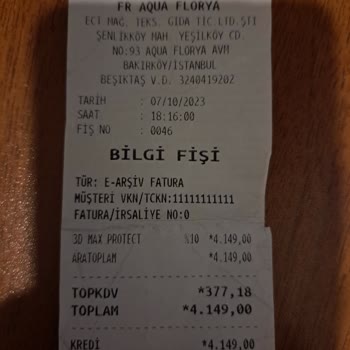 FR AQUA FLORYA
ECI MAĞ. TEKS. GIDA TİC.LTD.ŞTİ
ŞENLİKKÖY MAH. YEŞİLKÖY CD.
NO:93 AQUA FLORYA AVM
BAKIRKÖY/İSTANBUL
BEŞİKTAŞ V.D. 3240419202
TARİH : 07/10/2023
SAAT : 18:16:00
FİŞ NO : 0046
BİLGİ FİŞİ
TÜR: E-ARŞİV FATURA
MÜŞTERİ VKN/TCKN:11111111111
FATURA/İRSALİYE NO:0
3D MAX PROTECT %10 *4.149,00
ARATOPLAM *4.149,00
TOPKDV *377,18
TOPLAM *4.149,00
KREDİ *4.149,00